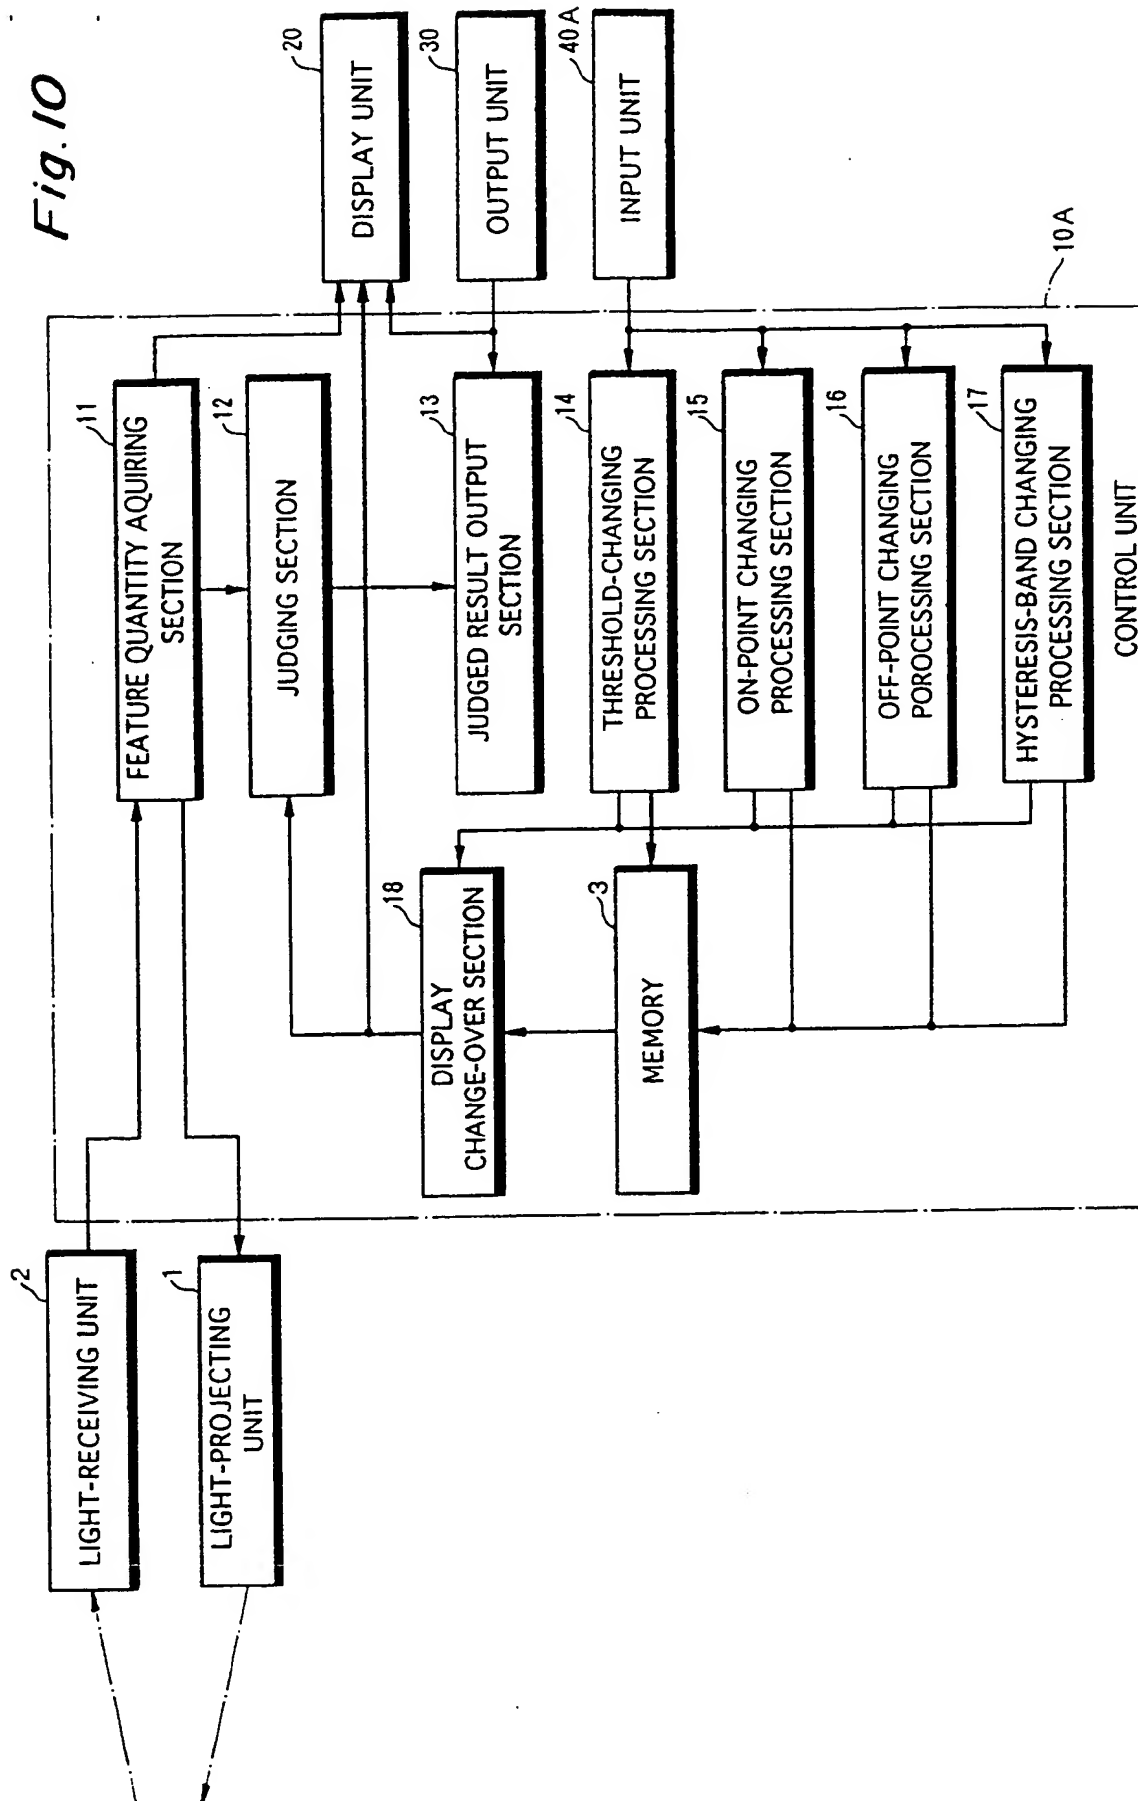 Fig. 10
2
LIGHT-RECEIVING UNIT
1
LIGHT-PROJECTING
UNIT
11
FEATURE QUANTITY AQUIRING
SECTION
12
JUDGING SECTION
13
JUDGED RESULT OUTPUT
SECTION
14
THRESHOLD-CHANGING
PROCESSING SECTION
15
ON-POINT CHANGING
PROCESSING SECTION
16
OFF-POINT CHANGING
POROCESSING SECTION
17
HYSTERESIS-BAND CHANGING
PROCESSING SECTION
18
DISPLAY
CHANGE-OVER SECTION
3
MEMORY
20
DISPLAY UNIT
30
OUTPUT UNIT
40A
INPUT UNIT
10A
CONTROL UNIT